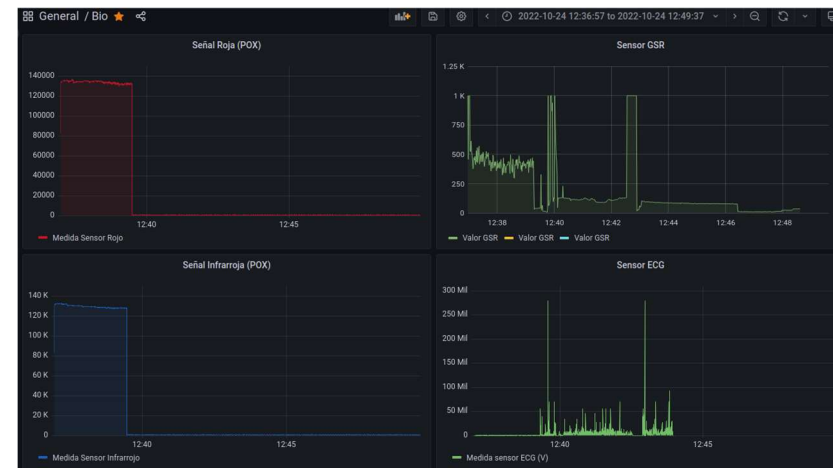 General / Bio
2022-10-24 12:36:57 to 2022-10-24 12:49:37
Señal Roja (POX)
140000
120000
100000
80000
60000
40000
20000
0
12:40
12:45
Medida Sensor Rojo
Sensor GSR
1.25 K
1 K
750
500
250
0
12:38
12:40
12:42
12:44
12:46
12:48
Valor GSR
Valor GSR
Valor GSR
Señal Infrarroja (POX)
140 K
120 K
100 K
80 K
60 K
40 K
20 K
0
12:40
12:45
Medida Sensor Infrarrojo
Sensor ECG
300 Mil
250 Mil
200 Mil
150 Mil
100 Mil
50 Mil
0
12:40
12:45
Medida sensor ECG (V)